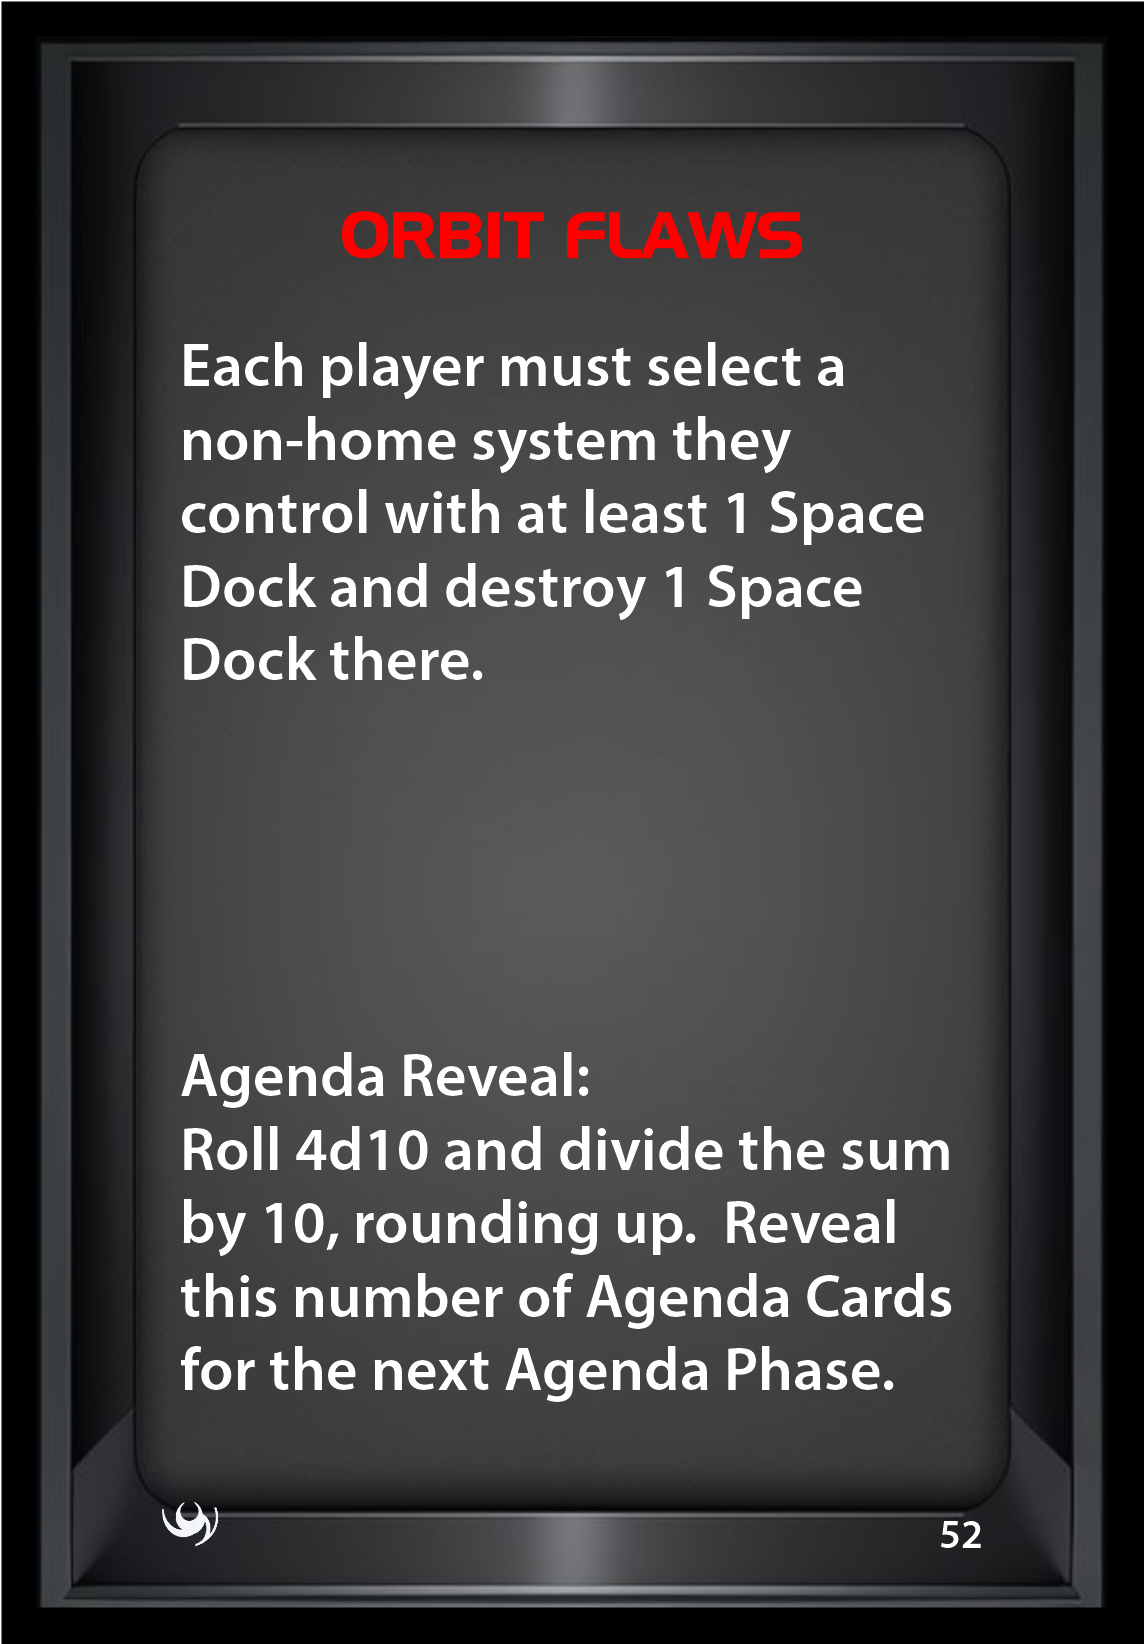 ORBIT FLAWS
Each player must select a
non-home system they
control with at least 1 Space
Dock and destroy 1 Space
Dock there.
Agenda Reveal:
Roll 4d10 and divide the sum
by 10, rounding up.  Reveal
this number of Agenda Cards
for the next Agenda Phase.
52